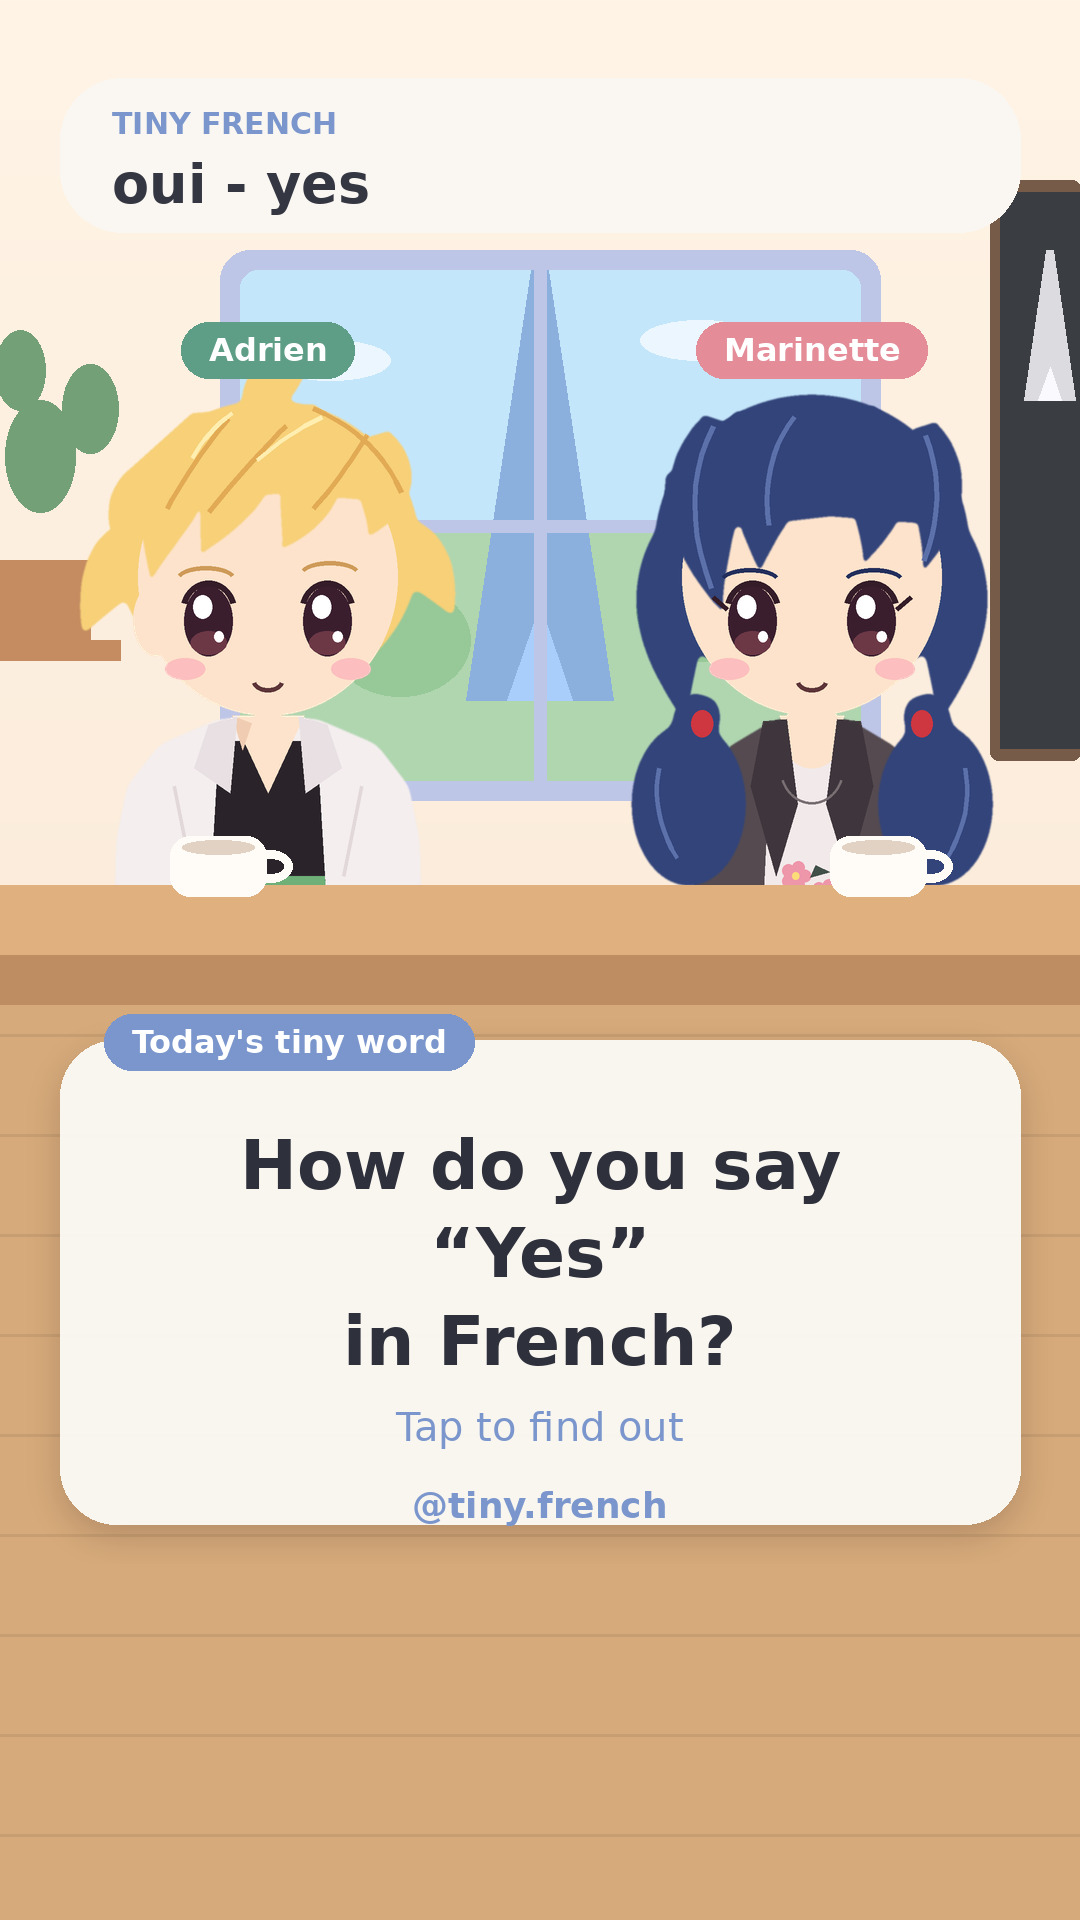 TINY FRENCH
oui - yes
Adrien
Marinette
Today's tiny word
How do you say
“Yes”
in French?
Tap to find out
@tiny.french